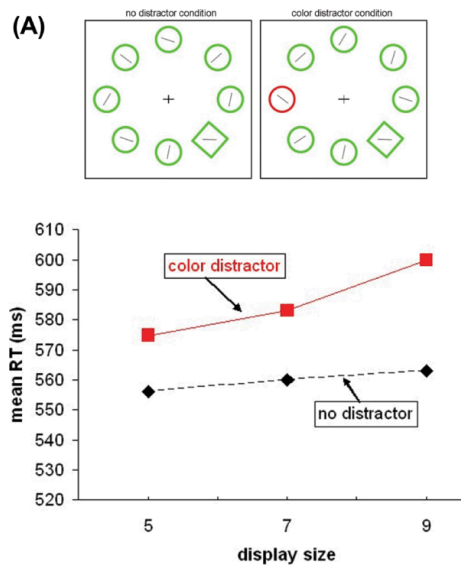 (A)
no distractor condition
color distractor condition
610
600
590
580
570
560
550
540
530
520
mean RT (ms)
color distractor
no distractor
5
7
9
display size